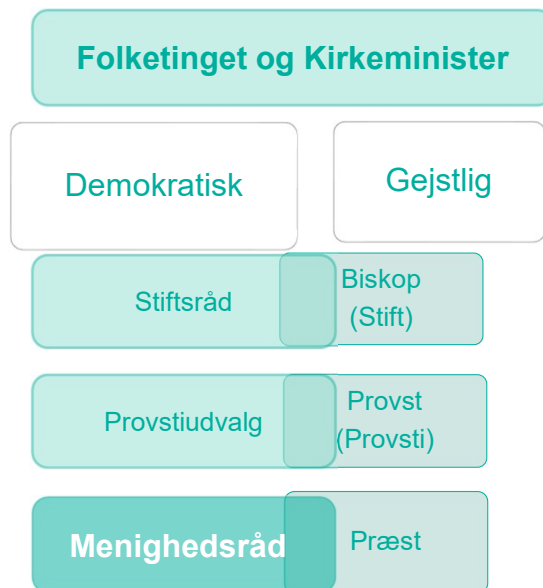 Folketinget og Kirkeminister
Demokratisk
Gejstlig
Stiftsråd
Biskop
(Stift)
Provstiudvalg
Provst
(Provsti)
Menighedsråd
Præst